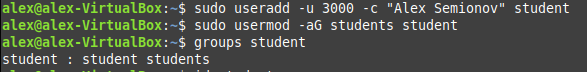 alex@alex-VirtualBox:~$ sudo useradd -u 3000 -c "Alex Semionov" student
alex@alex-VirtualBox:~$ sudo usermod -aG students student
alex@alex-VirtualBox:~$ groups student
student : student students